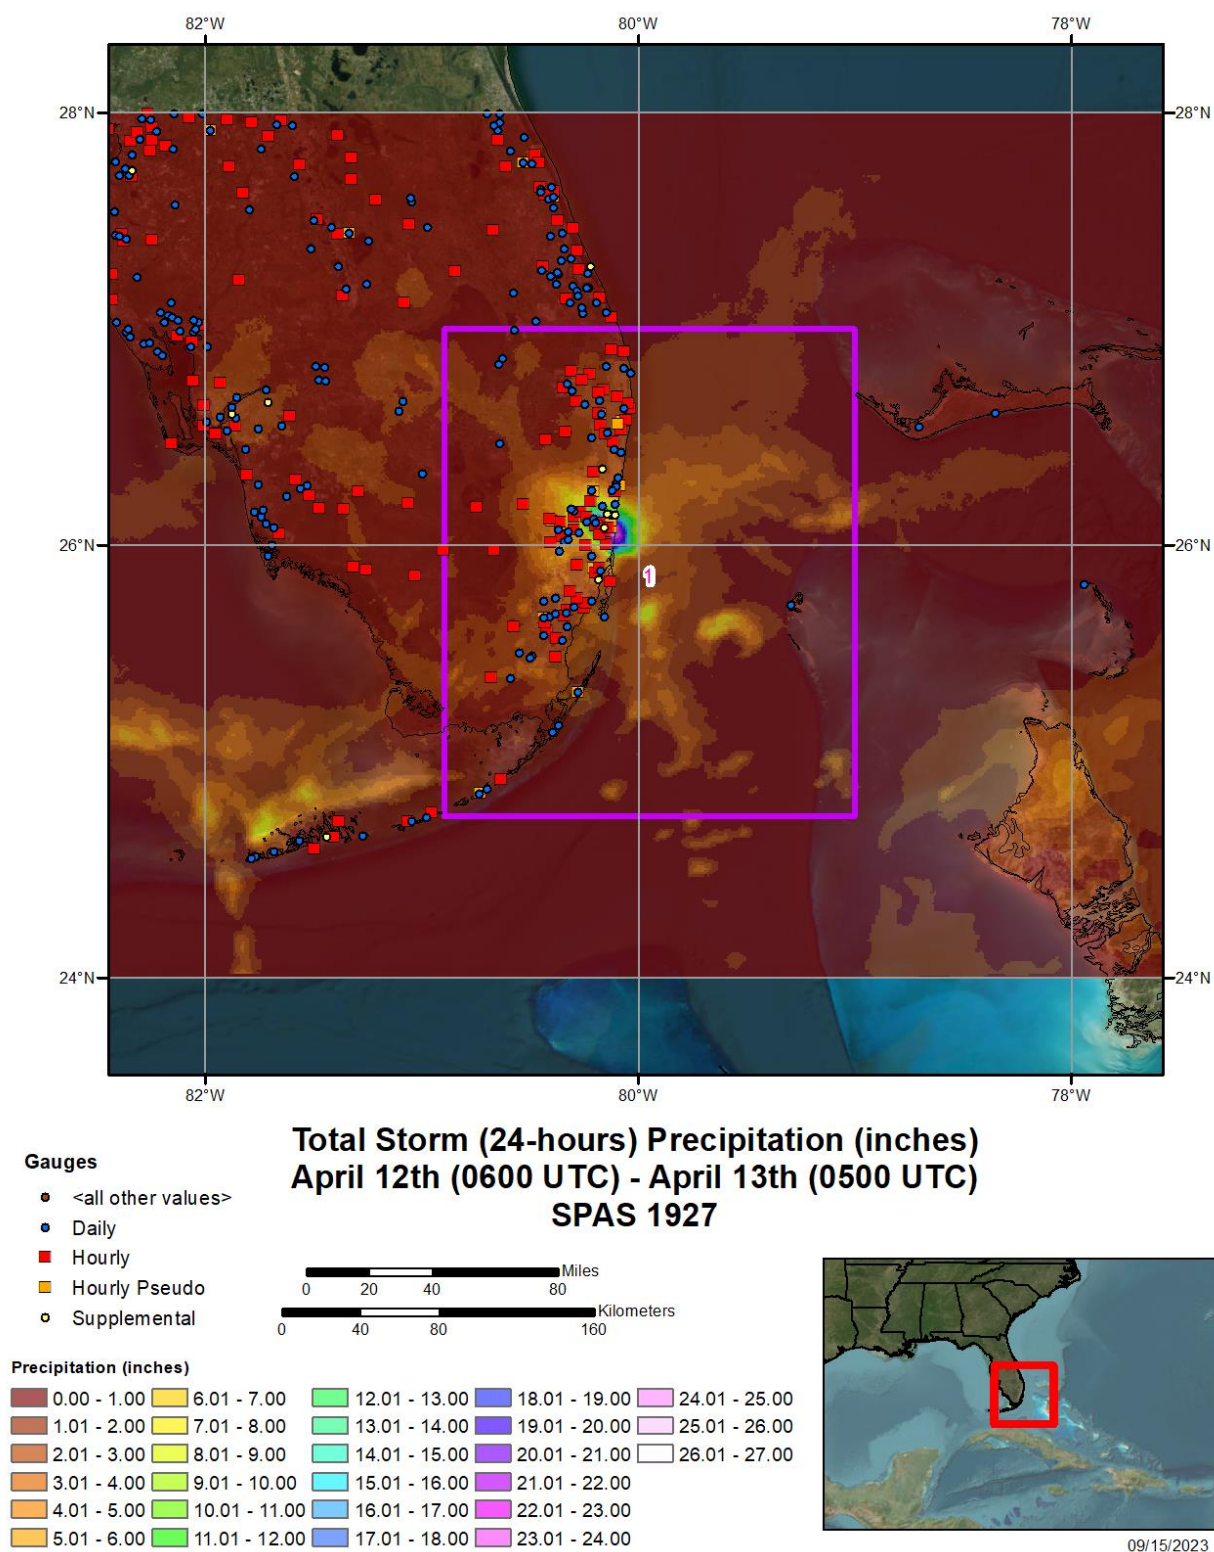 82°W 80°W 78°W
28°N 28°N
1
26°N 26°N
24°N 24°N
82°W 80°W 78°W
Total Storm (24-hours) Precipitation (inches)
April 12th (0600 UTC) - April 13th (0500 UTC)
SPAS 1927
Gauges
<all other values>
Daily
Hourly
Hourly Pseudo
Supplemental
Miles
0 20 40 80
Kilometers
0 40 80 160
Precipitation (inches)
0.00 - 1.00 6.01 - 7.00 12.01 - 13.00 18.01 - 19.00 24.01 - 25.00
1.01 - 2.00 7.01 - 8.00 13.01 - 14.00 19.01 - 20.00 25.01 - 26.00
2.01 - 3.00 8.01 - 9.00 14.01 - 15.00 20.01 - 21.00 26.01 - 27.00
3.01 - 4.00 9.01 - 10.00 15.01 - 16.00 21.01 - 22.00
4.01 - 5.00 10.01 - 11.00 16.01 - 17.00 22.01 - 23.00
5.01 - 6.00 11.01 - 12.00 17.01 - 18.00 23.01 - 24.00
09/15/2023